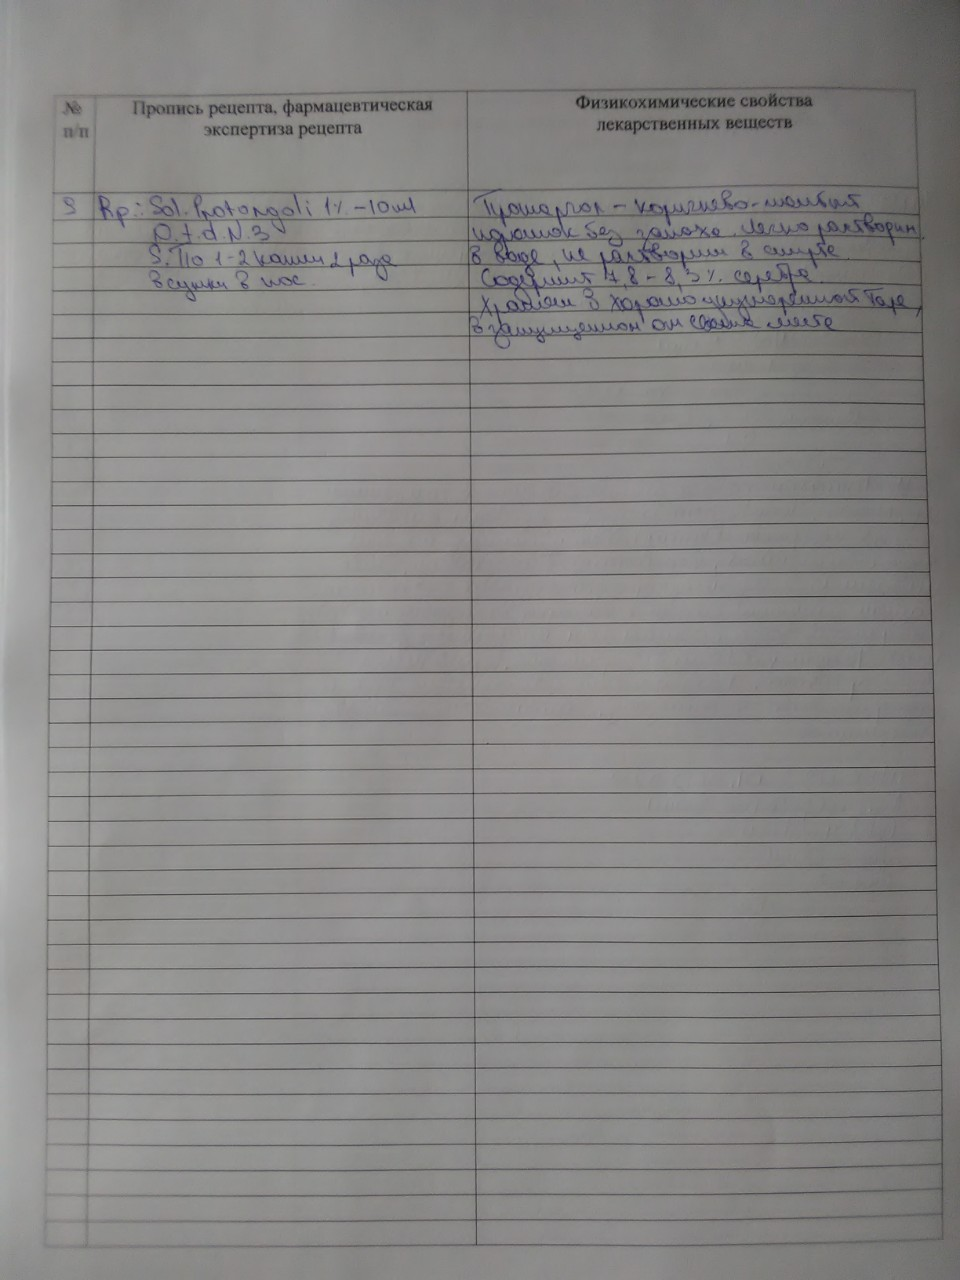 №
п/п
Пропись рецепта, фармацевтическая
экспертиза рецепта
Физикохимические свойства
лекарственных веществ
Rp.: Sol. Protargoli 1% - 10 ml
D.t.d. N. 3
S. По 1-2 капли 2 раза
в сутки в нос.
Протаргол - коричнево-желтый
порошок без запаха. Легко растворим
в воде, не растворим в спирте.
Содержит 7,8 - 8,3% серебра.
Храним в хорошо укупоренной таре,
в защищенном от света месте